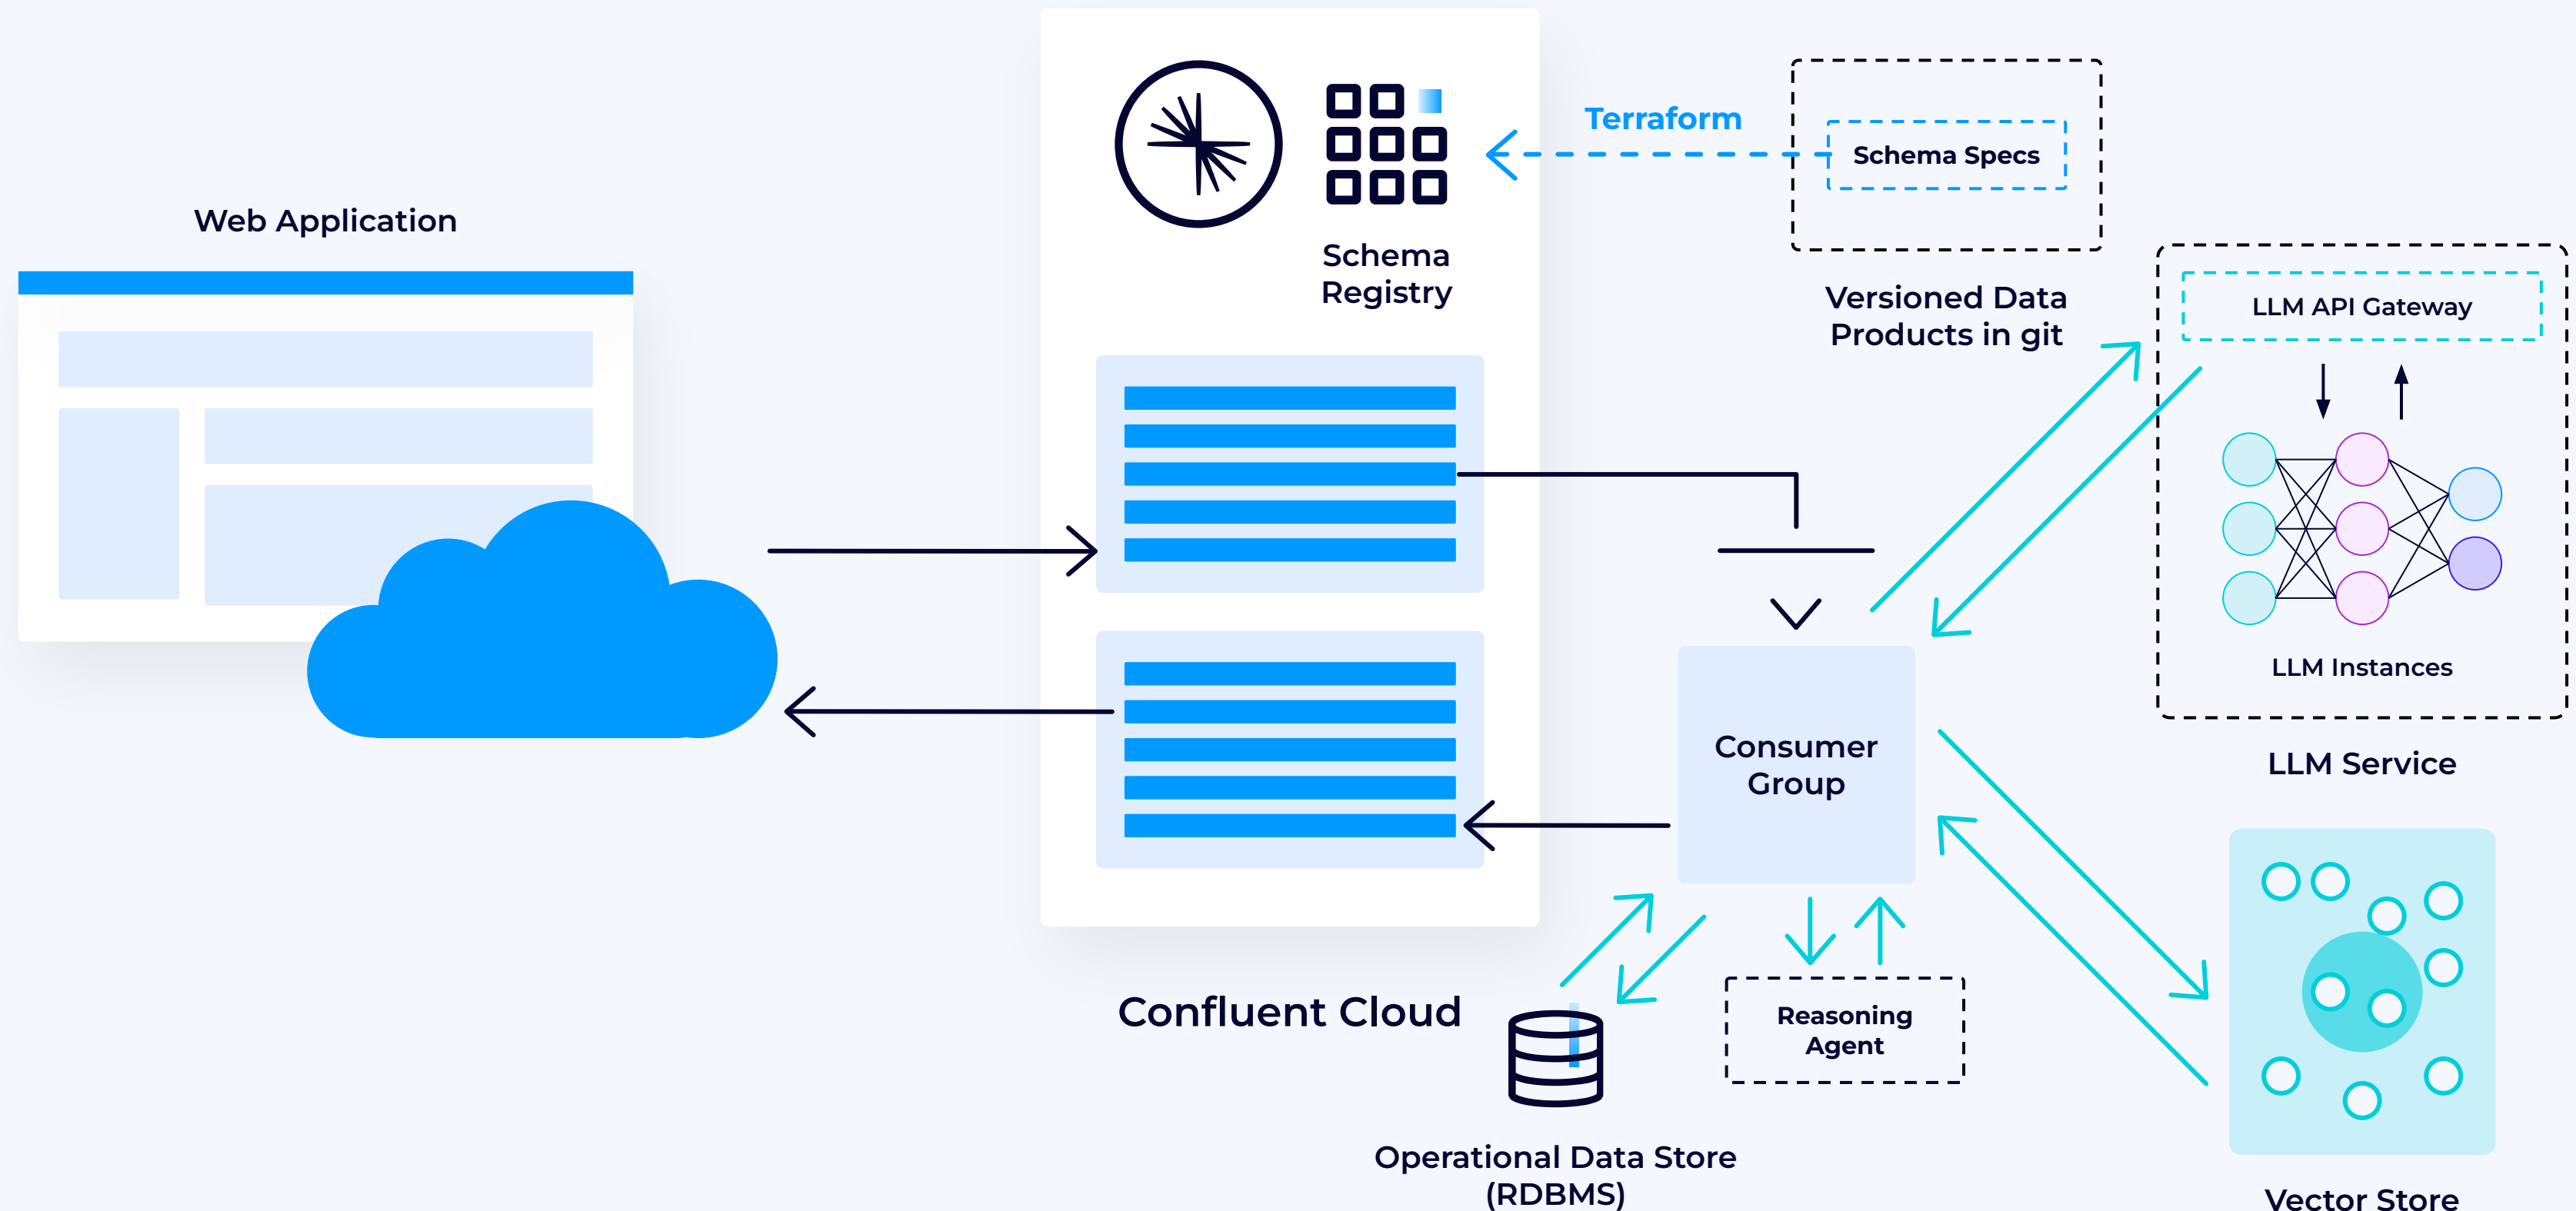 Web Application
Schema
Registry
Terraform
Schema Specs
Versioned Data
Products in git
LLM API Gateway
LLM Instances
LLM Service
Consumer
Group
Confluent Cloud
Reasoning
Agent
Operational Data Store
(RDBMS)
Vector Store